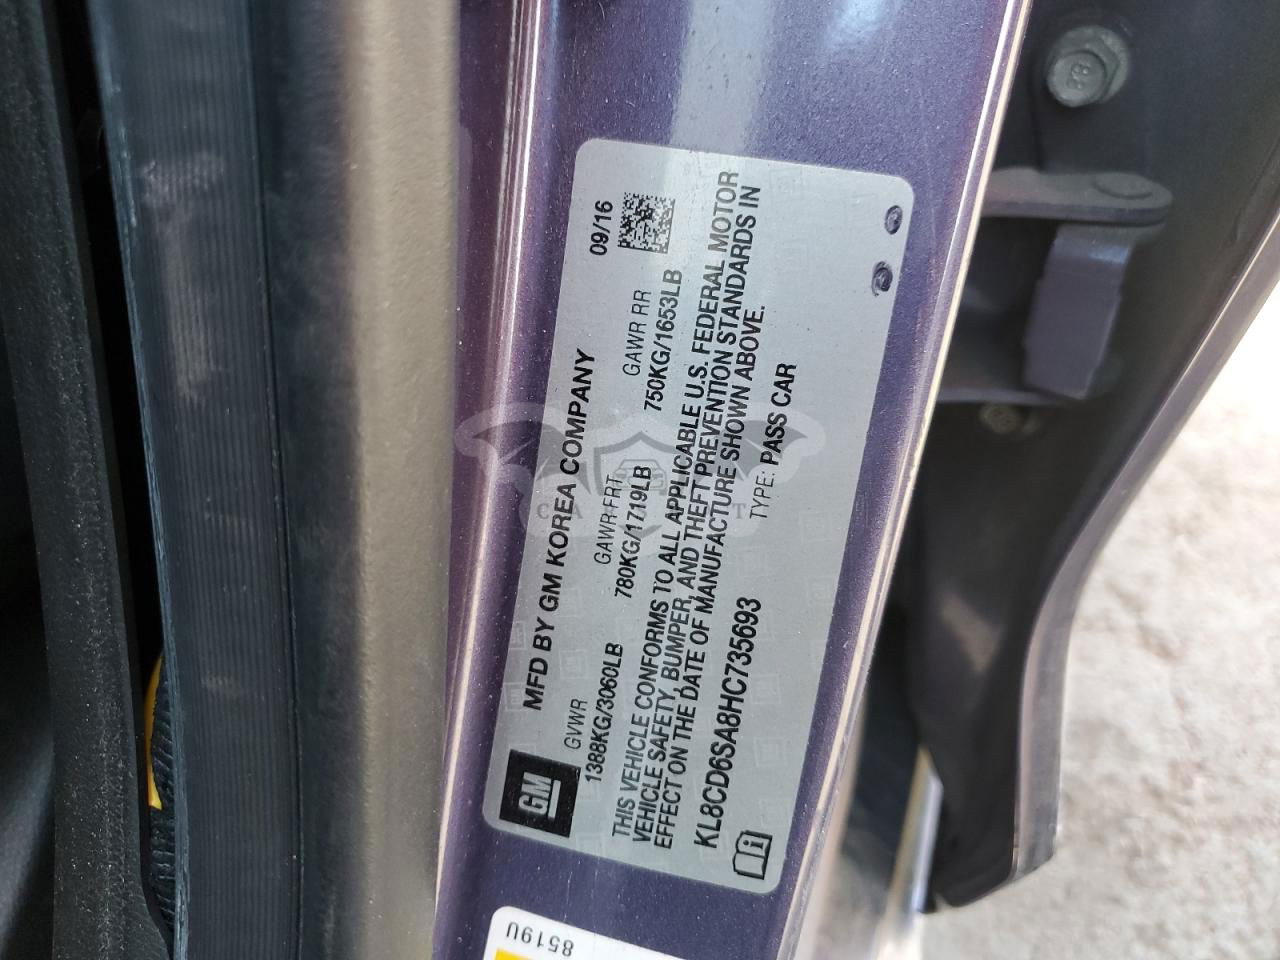 MFD BY GM KOREA COMPANY 09/16
GM
GVWR GAWR FRT GAWR RR
1388KG/3060LB 780KG/1719LB 750KG/1653LB
THIS VEHICLE CONFORMS TO ALL APPLICABLE U.S. FEDERAL MOTOR
VEHICLE SAFETY, BUMPER, AND THEFT PREVENTION STANDARDS IN
EFFECT ON THE DATE OF MANUFACTURE SHOWN ABOVE.
KL8CD6SA8HC735693 TYPE: PASS CAR
i
8519U